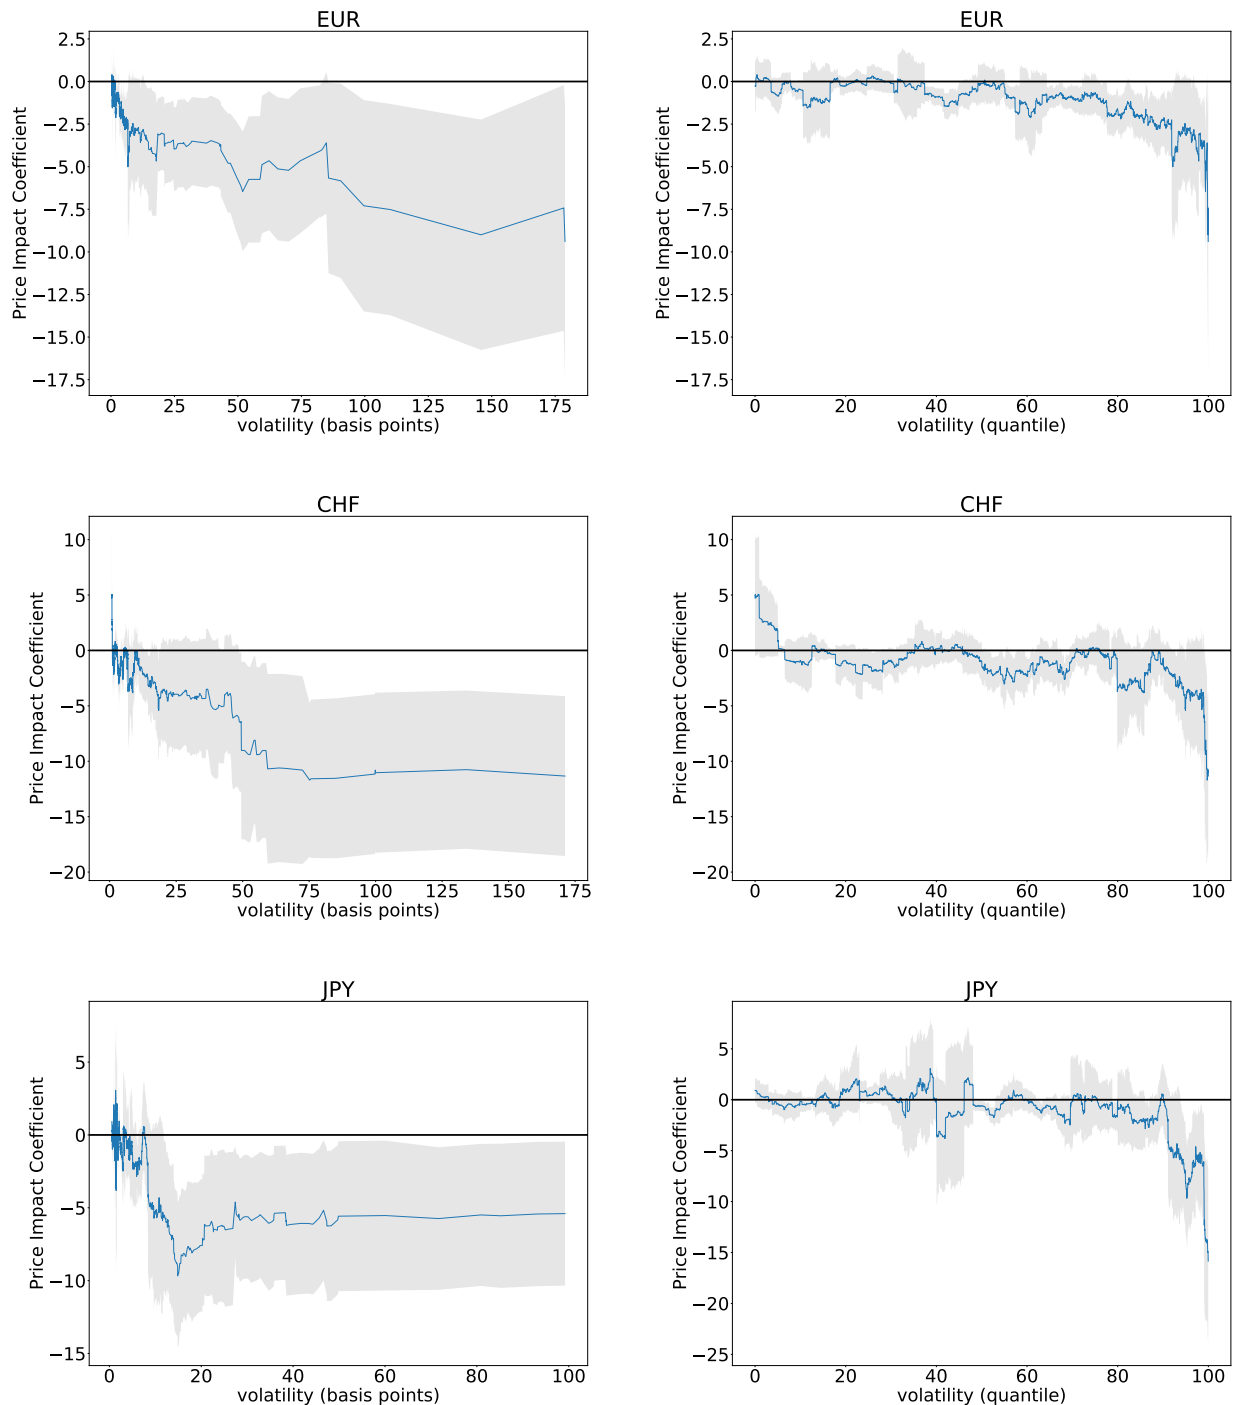 EUR
2.5
0.0
−2.5
−5.0
−7.5
−10.0
−12.5
−15.0
−17.5
Price Impact Coefficient
0 25 50 75 100 125 150 175
volatility (basis points)
EUR
2.5
0.0
−2.5
−5.0
−7.5
−10.0
−12.5
−15.0
−17.5
Price Impact Coefficient
0 20 40 60 80 100
volatility (quantile)
CHF
10
5
0
−5
−10
−15
−20
Price Impact Coefficient
0 25 50 75 100 125 150 175
volatility (basis points)
CHF
10
5
0
−5
−10
−15
−20
Price Impact Coefficient
0 20 40 60 80 100
volatility (quantile)
JPY
5
0
−5
−10
−15
Price Impact Coefficient
0 20 40 60 80 100
volatility (basis points)
JPY
5
0
−5
−10
−15
−20
−25
Price Impact Coefficient
0 20 40 60 80 100
volatility (quantile)